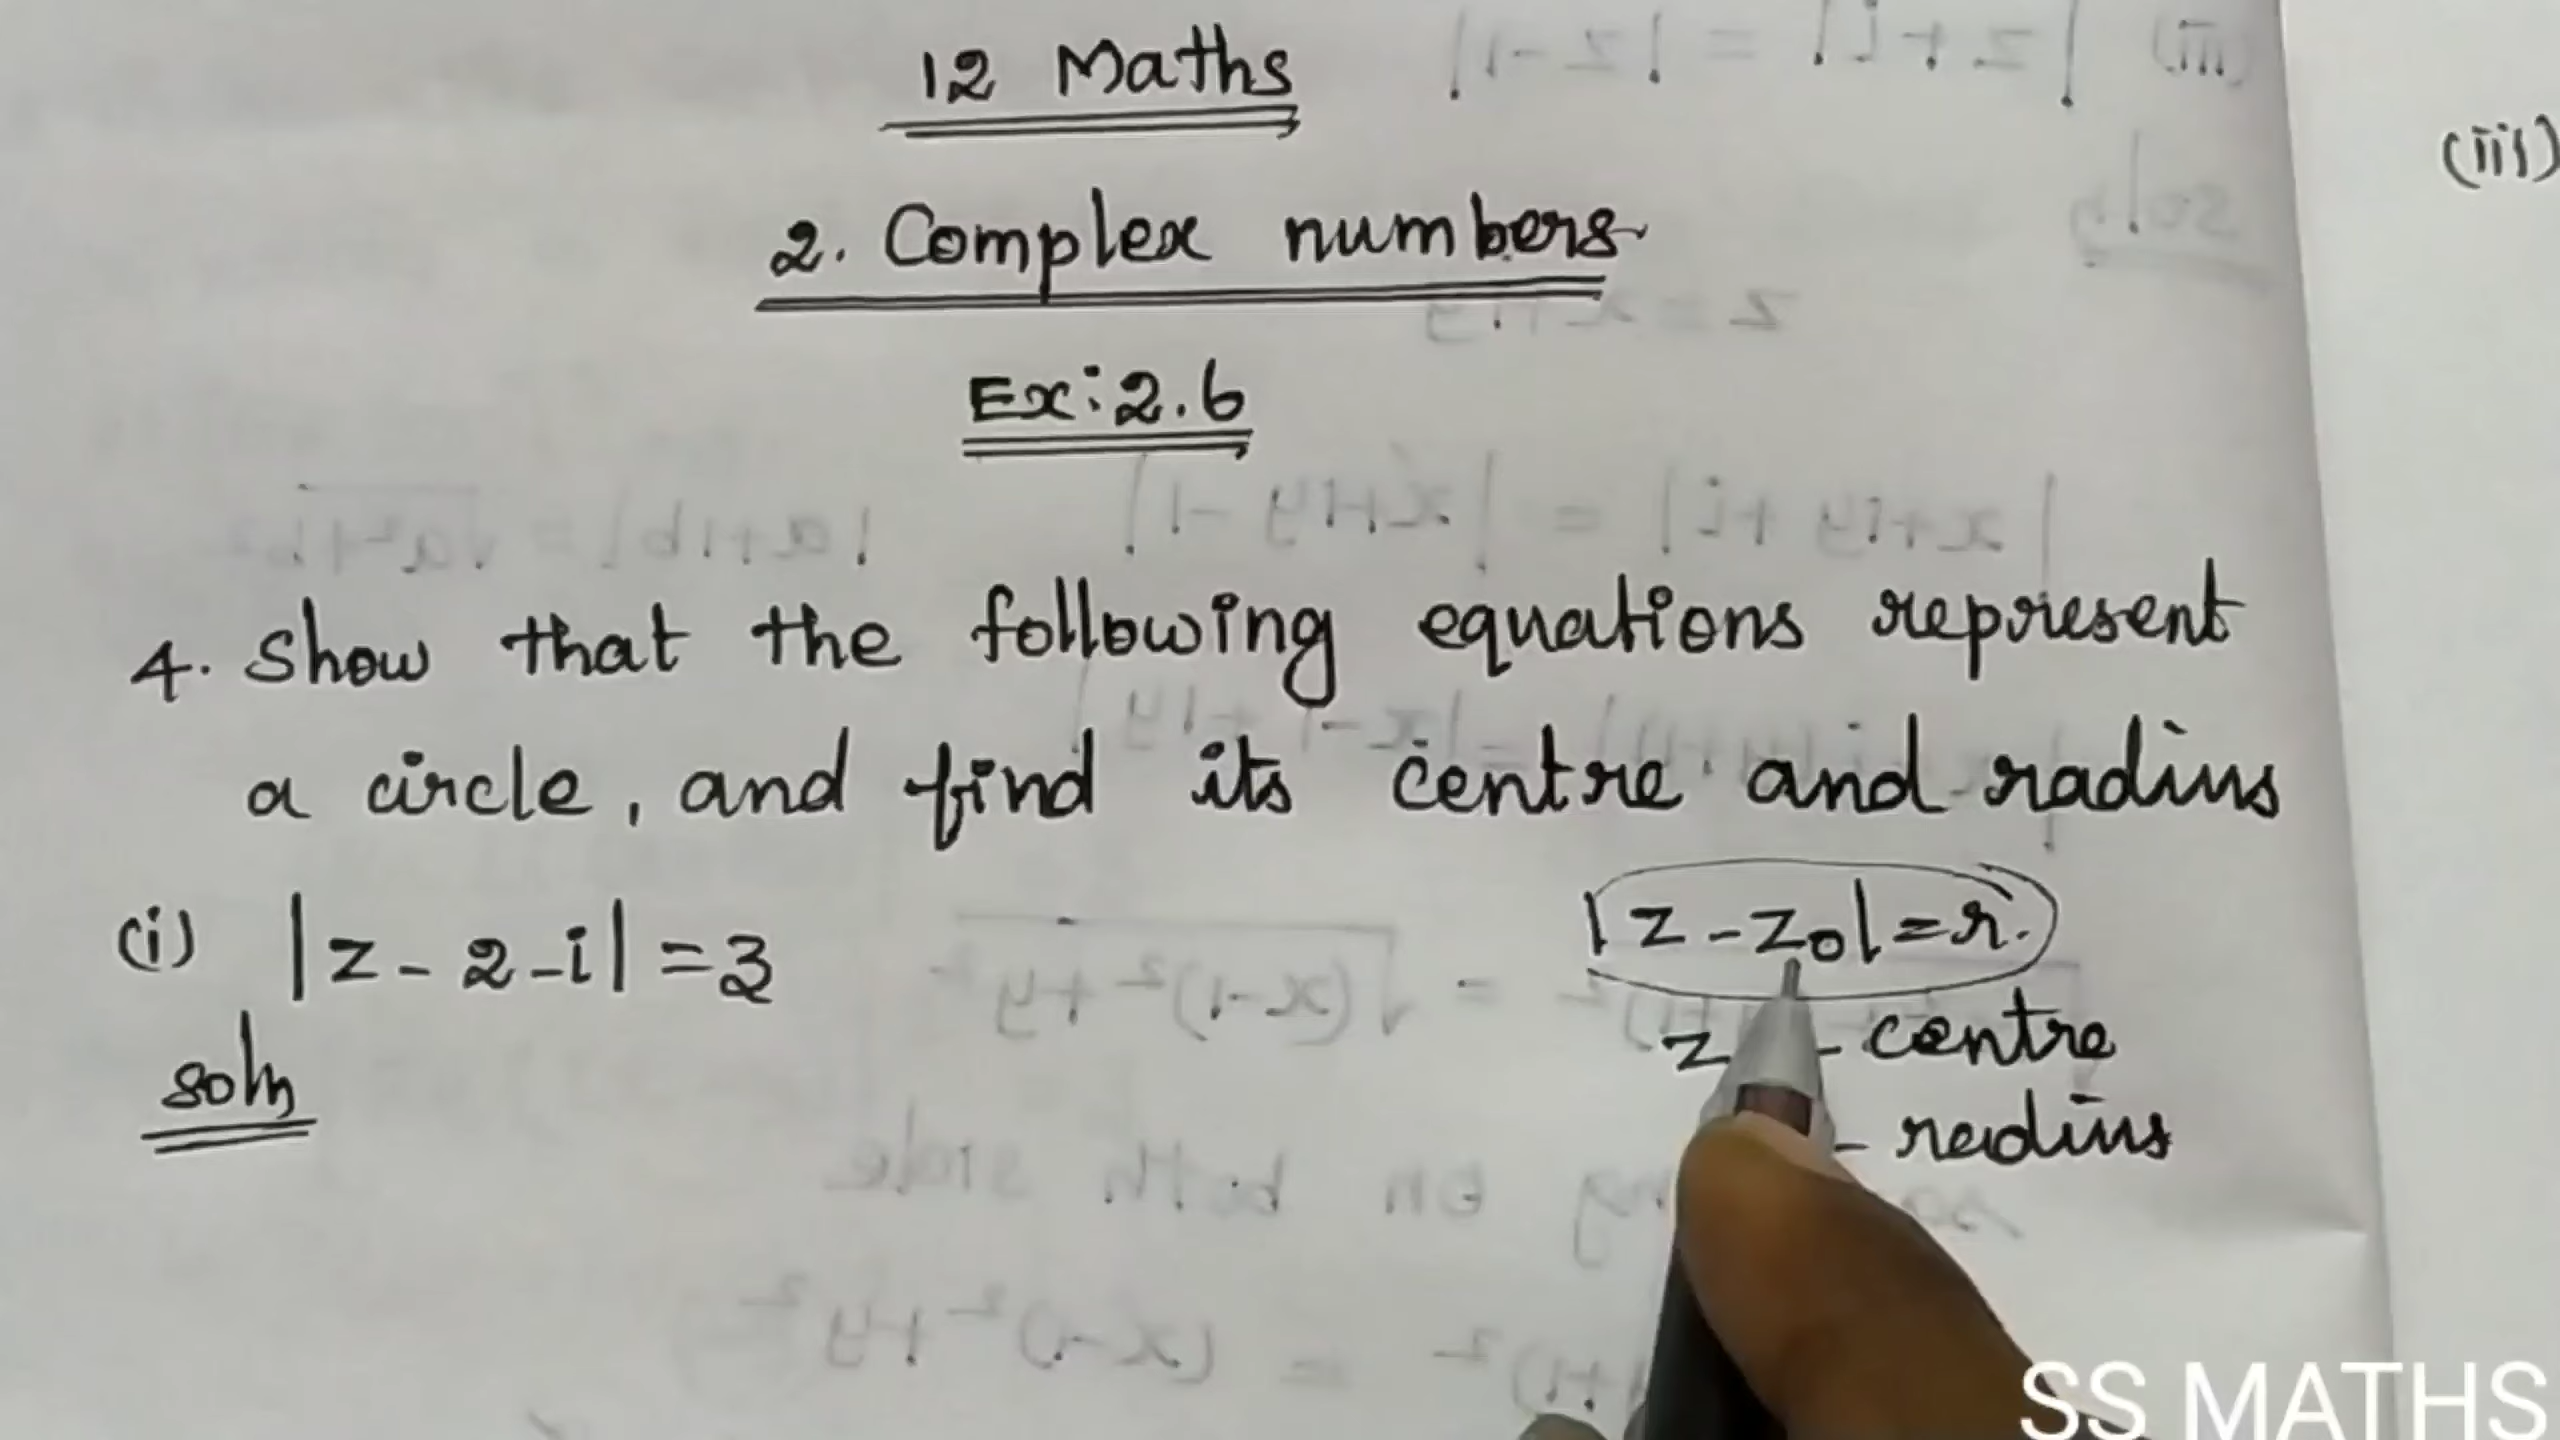 12 Maths
2. Complex numbers
Ex: 2.6
(iii)
4. Show that the following equations represent
a circle, and find its centre and radius
(i) |z - 2 - i| = 3
|z - z₀| = r.
z - centre
- radius
soln
SS MATHS